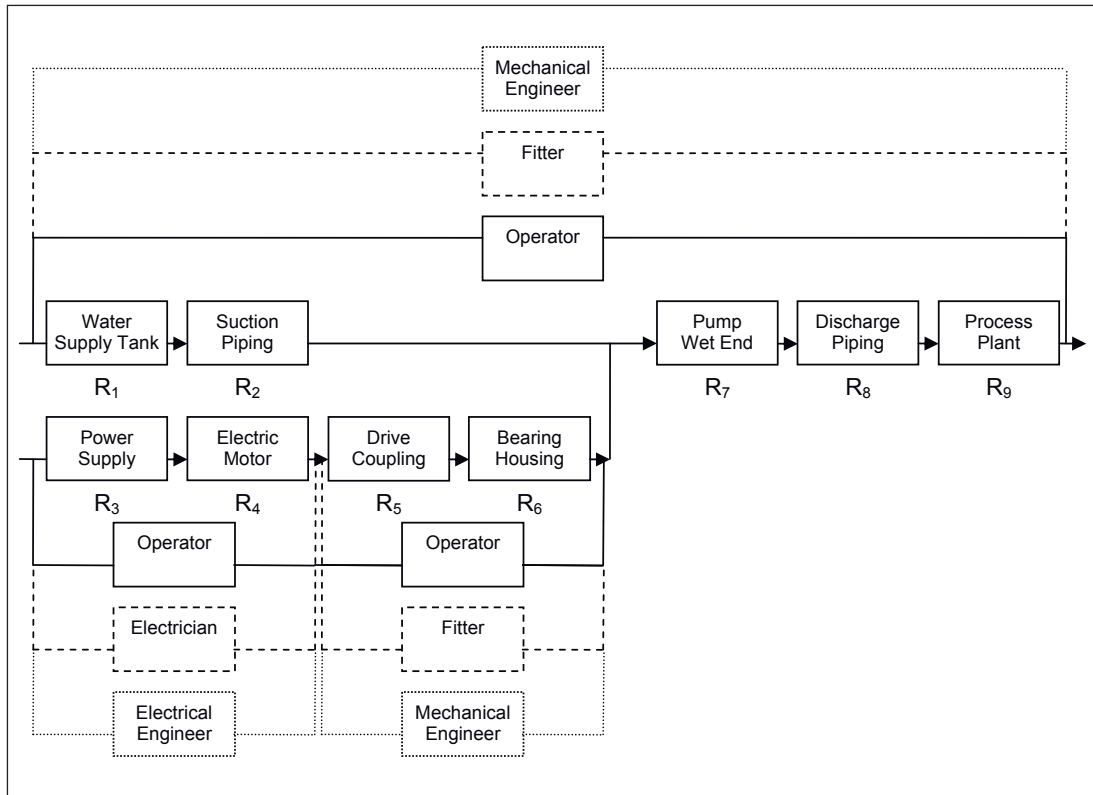 Mechanical
Engineer
Fitter
Operator
Water
Supply Tank
Suction
Piping
Pump
Wet End
Discharge
Piping
Process
Plant
R1
R2
R7
R8
R9
Power
Supply
Electric
Motor
Drive
Coupling
Bearing
Housing
R3
R4
R5
R6
Operator
Operator
Electrician
Fitter
Electrical
Engineer
Mechanical
Engineer